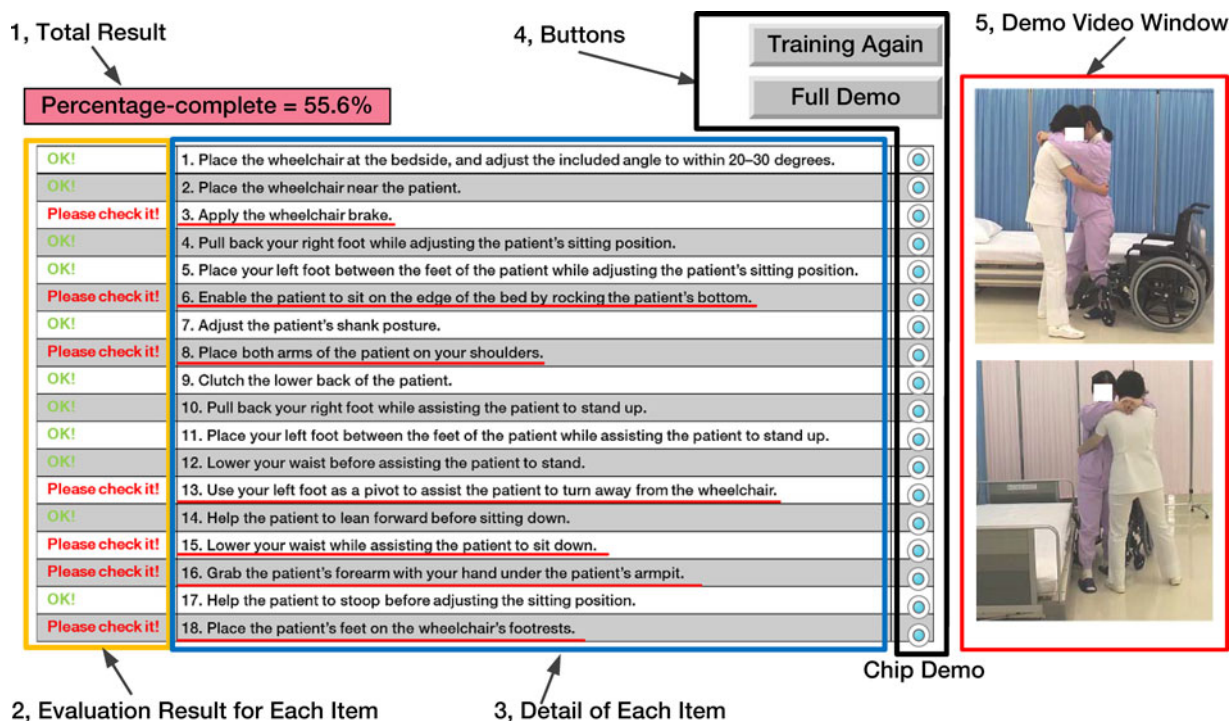 1, Total Result
4, Buttons
Training Again
5, Demo Video Window
Full Demo
Percentage-complete = 55.6%
OK! 1. Place the wheelchair at the bedside, and adjust the included angle to within 20–30 degrees.
OK! 2. Place the wheelchair near the patient.
Please check it! 3. Apply the wheelchair brake.
OK! 4. Pull back your right foot while adjusting the patient's sitting position.
OK! 5. Place your left foot between the feet of the patient while adjusting the patient's sitting position.
Please check it! 6. Enable the patient to sit on the edge of the bed by rocking the patient's bottom.
OK! 7. Adjust the patient's shank posture.
Please check it! 8. Place both arms of the patient on your shoulders.
OK! 9. Clutch the lower back of the patient.
OK! 10. Pull back your right foot while assisting the patient to stand up.
OK! 11. Place your left foot between the feet of the patient while assisting the patient to stand up.
OK! 12. Lower your waist before assisting the patient to stand.
Please check it! 13. Use your left foot as a pivot to assist the patient to turn away from the wheelchair.
OK! 14. Help the patient to lean forward before sitting down.
Please check it! 15. Lower your waist while assisting the patient to sit down.
Please check it! 16. Grab the patient's forearm with your hand under the patient's armpit.
OK! 17. Help the patient to stoop before adjusting the sitting position.
Please check it! 18. Place the patient's feet on the wheelchair's footrests.
Chip Demo
2, Evaluation Result for Each Item
3, Detail of Each Item